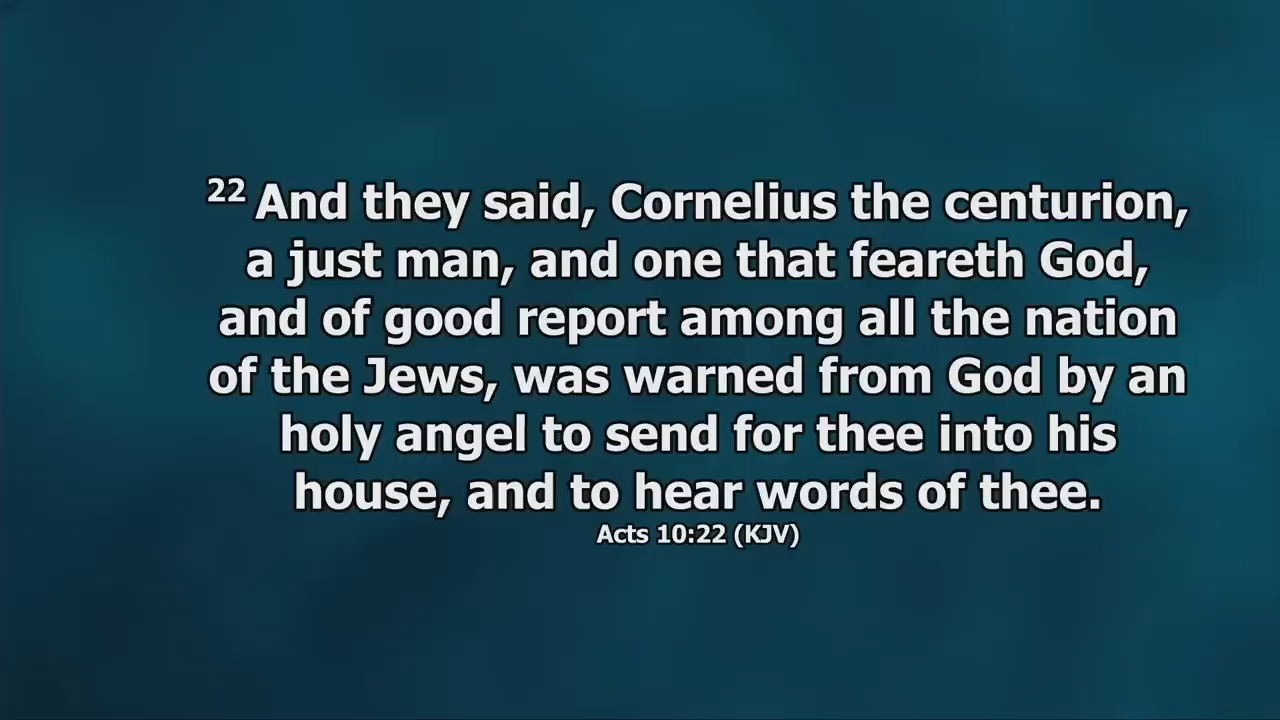 22 And they said, Cornelius the centurion,
a just man, and one that feareth God,
and of good report among all the nation
of the Jews, was warned from God by an
holy angel to send for thee into his
house, and to hear words of thee.
Acts 10:22 (KJV)